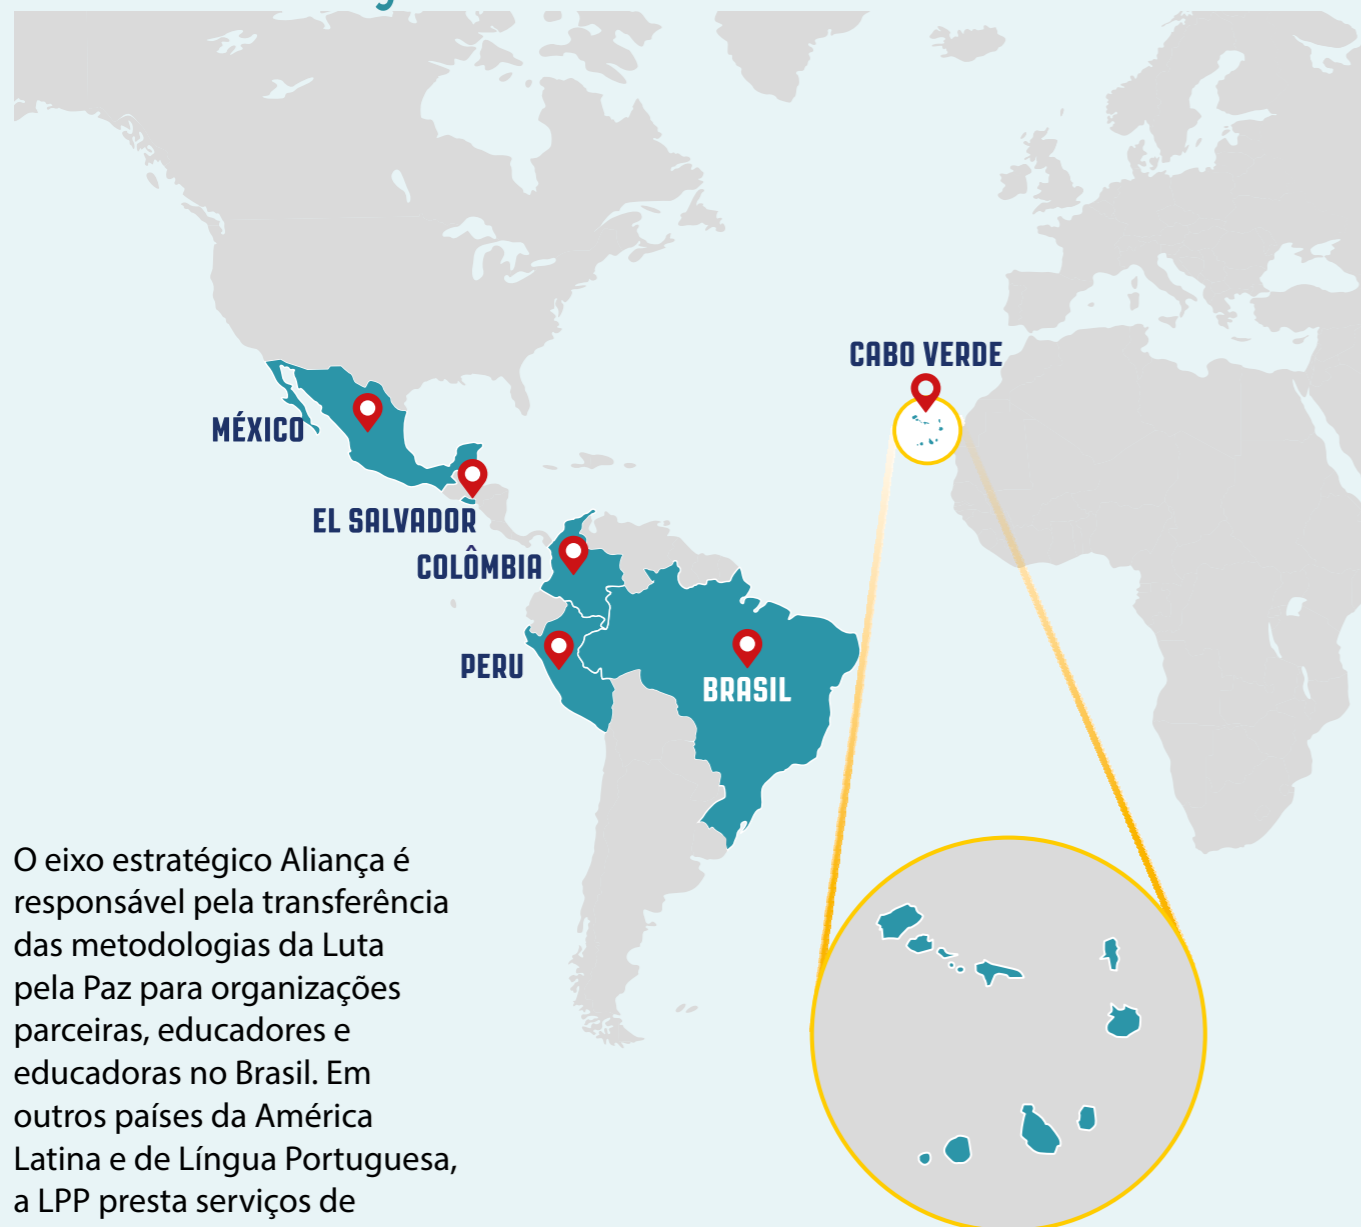 CABO VERDE
MÉXICO
EL SALVADOR
COLÔMBIA
PERU
BRASIL
O eixo estratégico Aliança é
responsável pela transferência
das metodologias da Luta
pela Paz para organizações
parceiras, educadores e
educadoras no Brasil. Em
outros países da América
Latina e de Língua Portuguesa,
a LPP presta serviços de